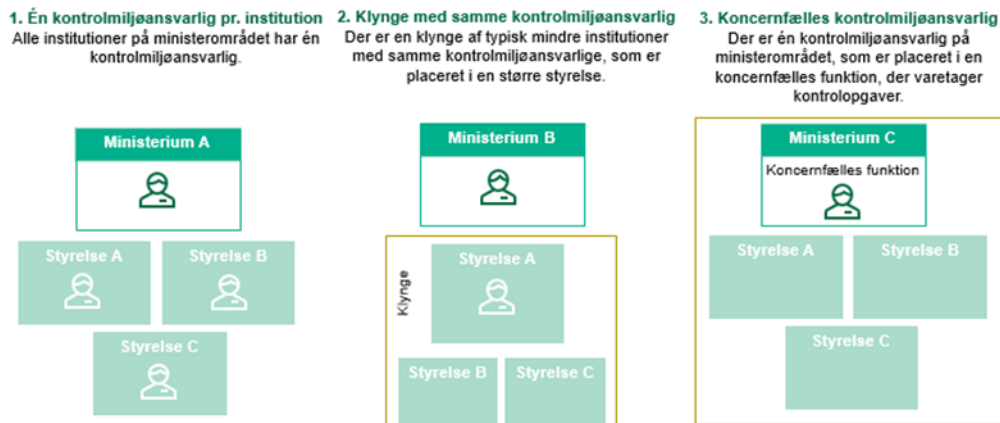 1. Én kontrolmiljøansvarlig pr. institution
Alle institutioner på ministerområdet har én
kontrolmiljøansvarlig.
Ministerium A
Styrelse A
Styrelse B
Styrelse C
2. Klynge med samme kontrolmiljøansvarlig
Der er en klynge af typisk mindre institutioner
med samme kontrolmiljøansvarlige, som er
placeret i en større styrelse.
Ministerium B
Klynge
Styrelse A
Styrelse B
Styrelse C
3. Koncernfælles kontrolmiljøansvarlig
Der er én kontrolmiljøansvarlig på
ministerområdet, som er placeret i en
koncernfælles funktion, der varetager
kontrolopgaver.
Ministerium C
Koncernfælles funktion
Styrelse A
Styrelse B
Styrelse C